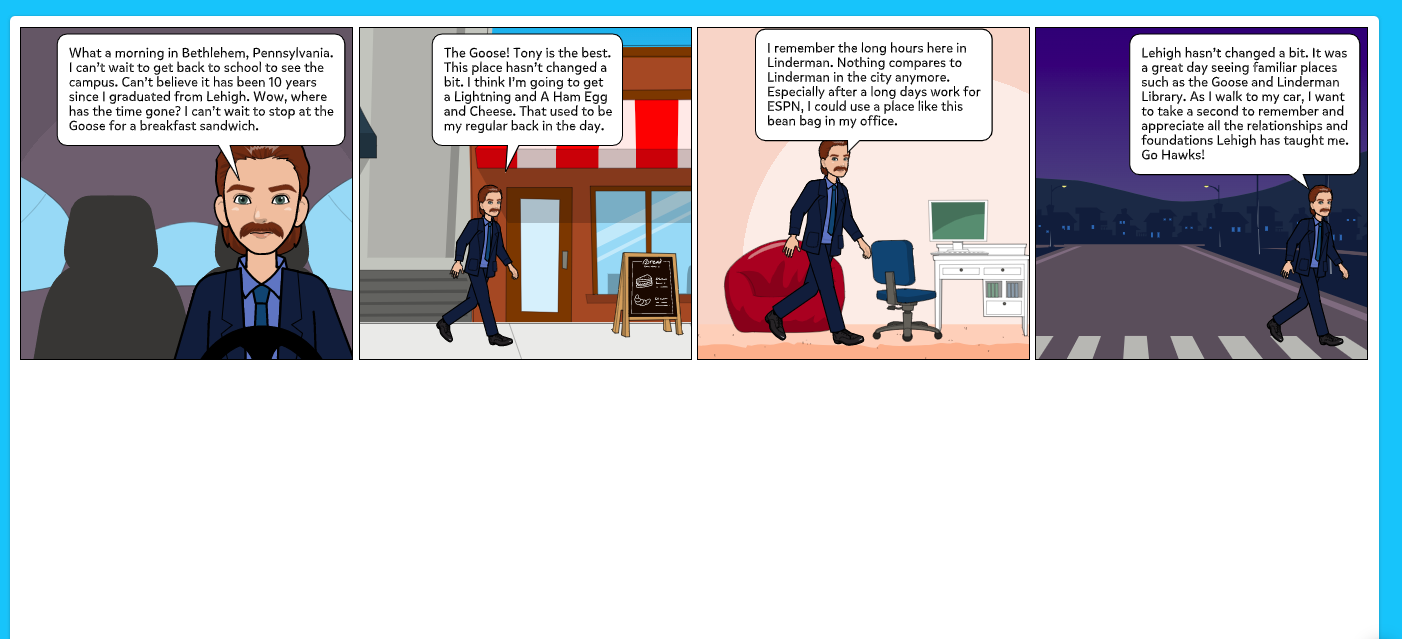 What a morning in Bethlehem, Pennsylvania.
I can't wait to get back to school to see the
campus. Can't believe it has been 10 years
since I graduated from Lehigh. Wow, where
has the time gone? I can't wait to stop at the
Goose for a breakfast sandwich.
The Goose! Tony is the best.
This place hasn't changed a
bit. I think I'm going to get
a Lightning and A Ham Egg
and Cheese. That used to be
my regular back in the day.
Bread
I remember the long hours here in
Linderman. Nothing compares to
Linderman in the city anymore.
Especially after a long days work for
ESPN, I could use a place like this
bean bag in my office.
Lehigh hasn't changed a bit. It was
a great day seeing familiar places
such as the Goose and Linderman
Library. As I walk to my car, I want
to take a second to remember and
appreciate all the relationships and
foundations Lehigh has taught me.
Go Hawks!